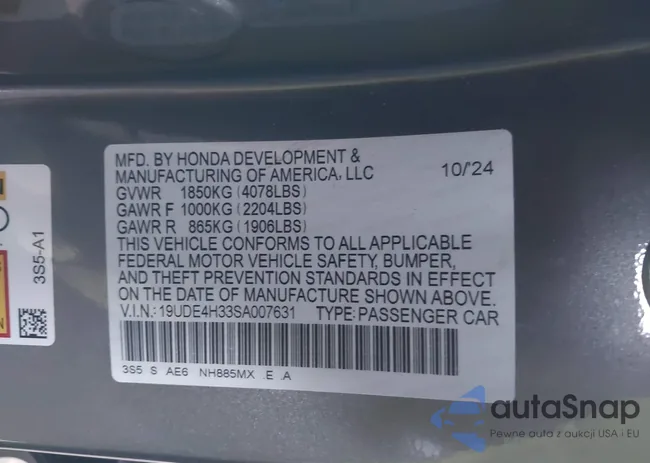 MFD. BY HONDA DEVELOPMENT &
MANUFACTURING OF AMERICA, LLC 10/'24
GVWR 1850KG (4078LBS)
GAWR F 1000KG (2204LBS)
GAWR R 865KG (1906LBS)
THIS VEHICLE CONFORMS TO ALL APPLICABLE
FEDERAL MOTOR VEHICLE SAFETY, BUMPER,
AND THEFT PREVENTION STANDARDS IN EFFECT
ON THE DATE OF MANUFACTURE SHOWN ABOVE.
V.I.N.: 19UDE4H33SA007631 TYPE: PASSENGER CAR
3S5 S AE6 NH885MX .E .A
3S5-A1
autaSnap
Pewne auta z aukcji USA i EU